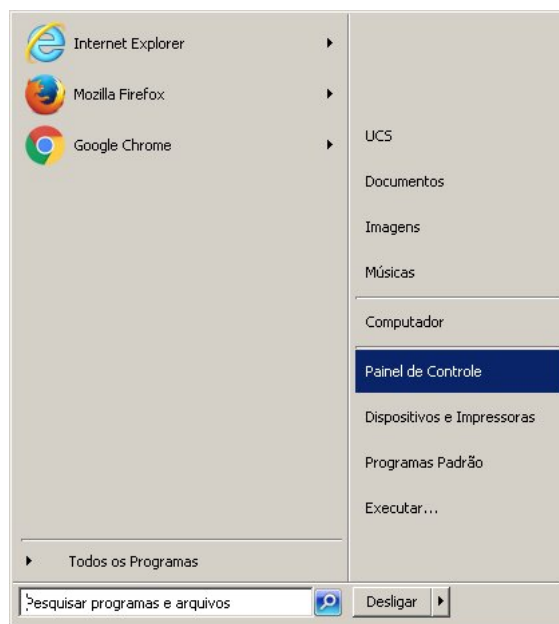 Internet Explorer
Mozilla Firefox
Google Chrome
Todos os Programas
Pesquisar programas e arquivos
UCS
Documentos
Imagens
Músicas
Computador
Painel de Controle
Dispositivos e Impressoras
Programas Padrão
Executar...
Desligar